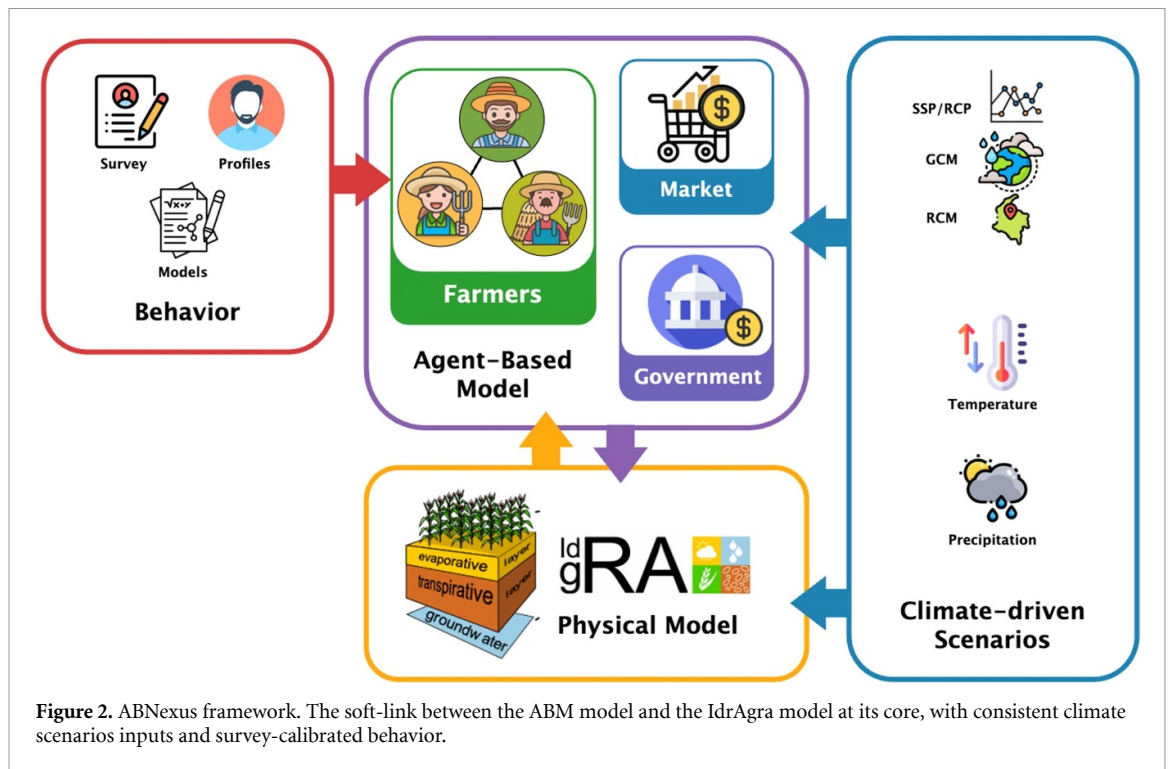 Survey
Profiles
√x+y
Models
Behavior
Farmers
$
Market
$
Government
Agent-Based
Model
SSP/RCP
GCM
RCM
Temperature
Precipitation
Climate-driven
Scenarios
evaporative layer
transpirative layer
groundwater
Id
gRA
Physical Model
Figure 2. ABNexus framework. The soft-link between the ABM model and the IdrAgra model at its core, with consistent climate
scenarios inputs and survey-calibrated behavior.